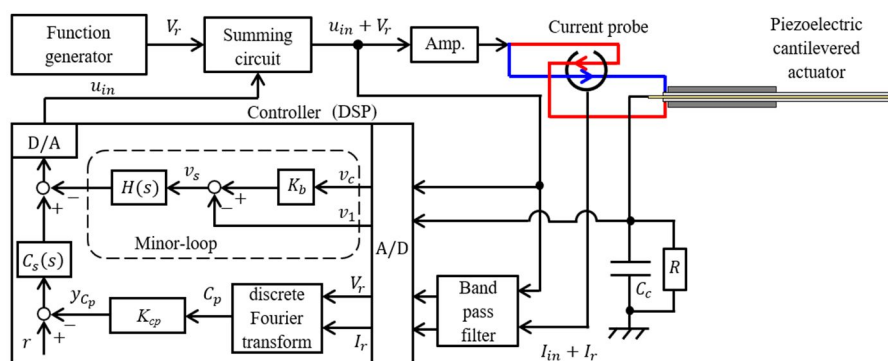 Function
generator
V_r
Summing
circuit
u_in + V_r
Amp.
Current probe
Piezoelectric
cantilevered
actuator
u_in
Controller (DSP)
D/A
H(s)
v_s
K_b
v_c
v_1
Minor-loop
A/D
C_s(s)
y_Cp
K_cp
C_p
discrete
Fourier
transform
V_r
I_r
Band
pass
filter
C_c
R
r
I_in + I_r
+
−
+
−
+
−
+
−